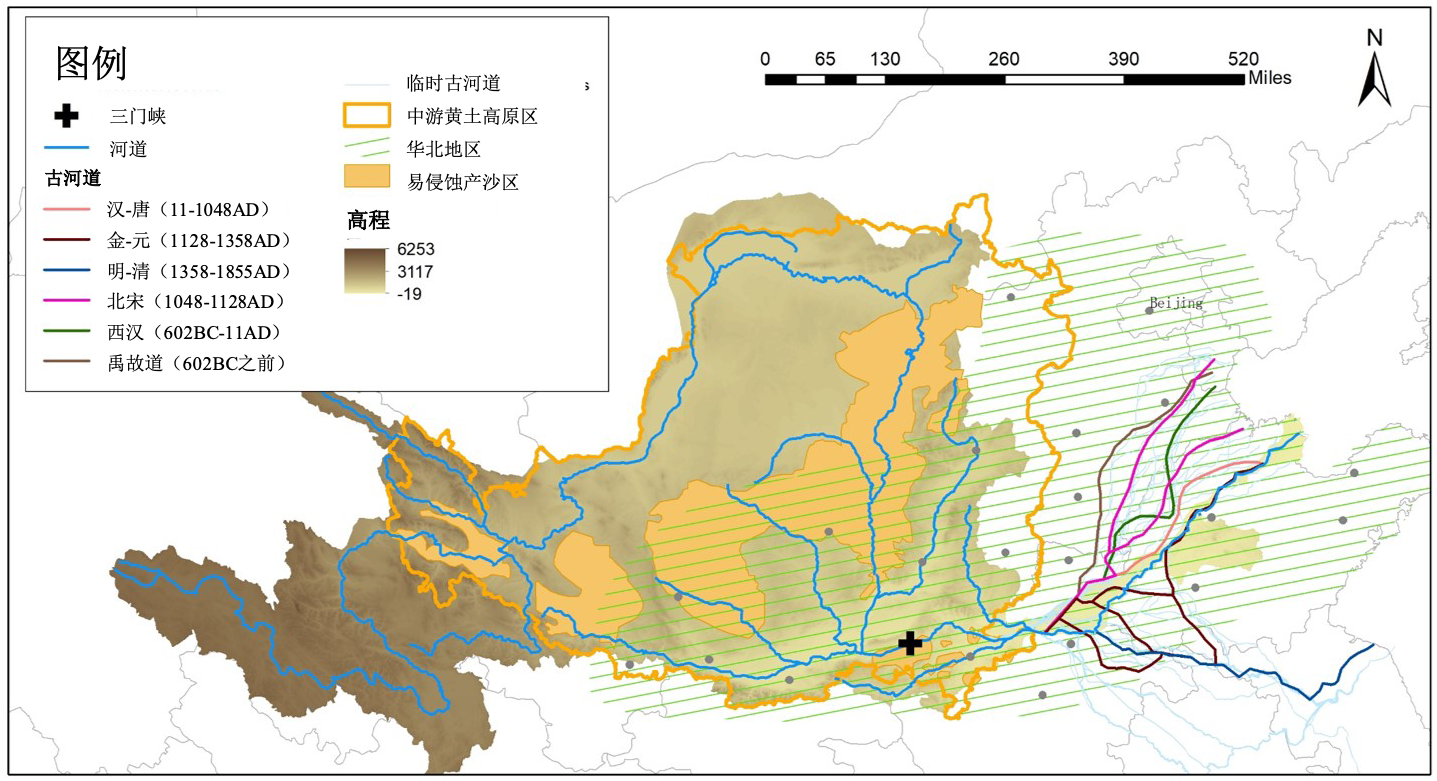 图例
三门峡
河道
古河道
汉-唐（11-1048AD）
金-元（1128-1358AD）
明-清（1358-1855AD）
北宋（1048-1128AD）
西汉（602BC-11AD）
禹故道（602BC之前）
临时古河道
s
中游黄土高原区
华北地区
易侵蚀产沙区
高程
6253
3117
-19
0 65 130 260 390 520
Miles
N
Beijing